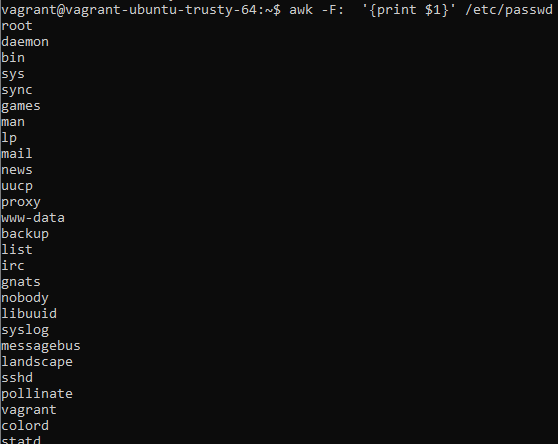 vagrant@vagrant-ubuntu-trusty-64:~$ awk -F:  '{print $1}' /etc/passwd
root
daemon
bin
sys
sync
games
man
lp
mail
news
uucp
proxy
www-data
backup
list
irc
gnats
nobody
libuuid
syslog
messagebus
landscape
sshd
pollinate
vagrant
colord
statd